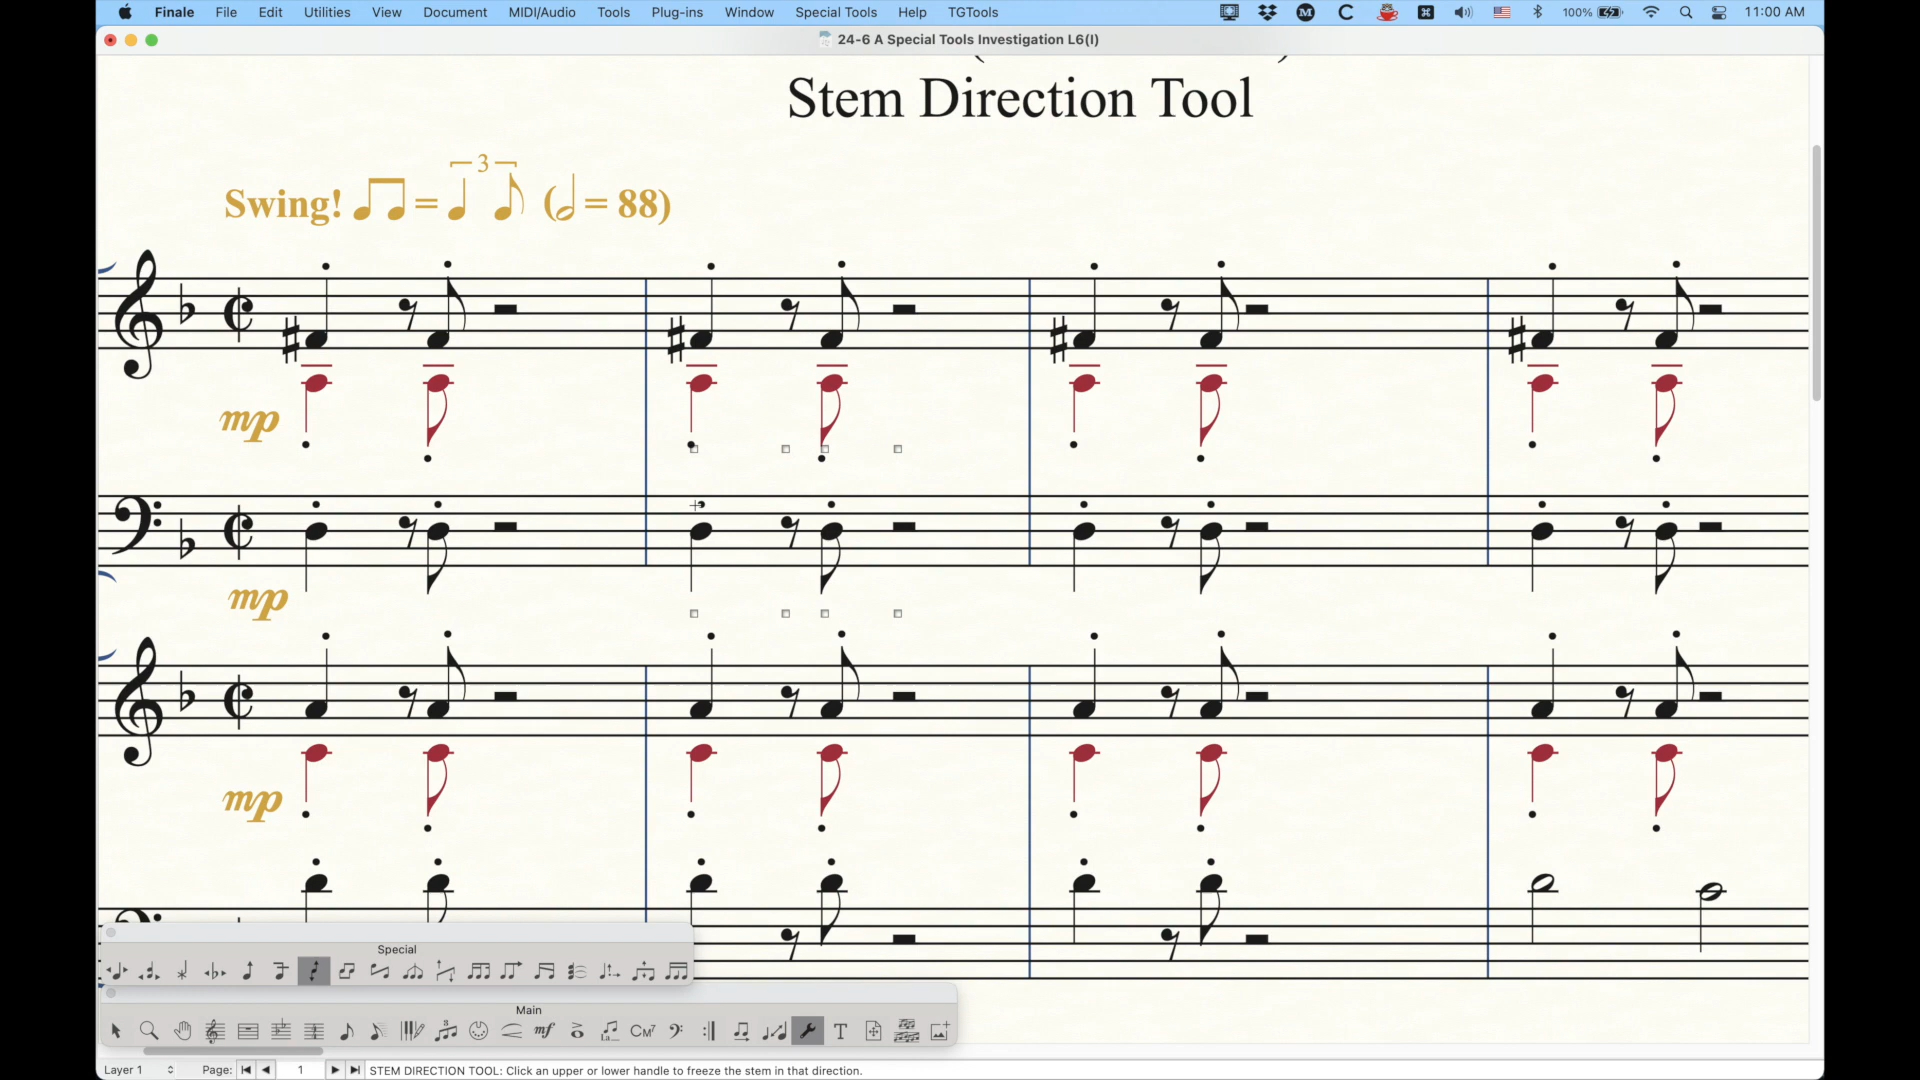 Finale File Edit Utilities View Document MIDI/Audio Tools Plug-ins Window Special Tools Help TGTools 100% 11:00 AM
24-6 A Special Tools Investigation L6(I)
Stem Direction Tool
3
Swing! = (= 88)
mp
mp
mp
Special
Main
mf CM7 T
Layer 1 Page: 1 STEM DIRECTION TOOL: Click an upper or lower handle to freeze the stem in that direction.